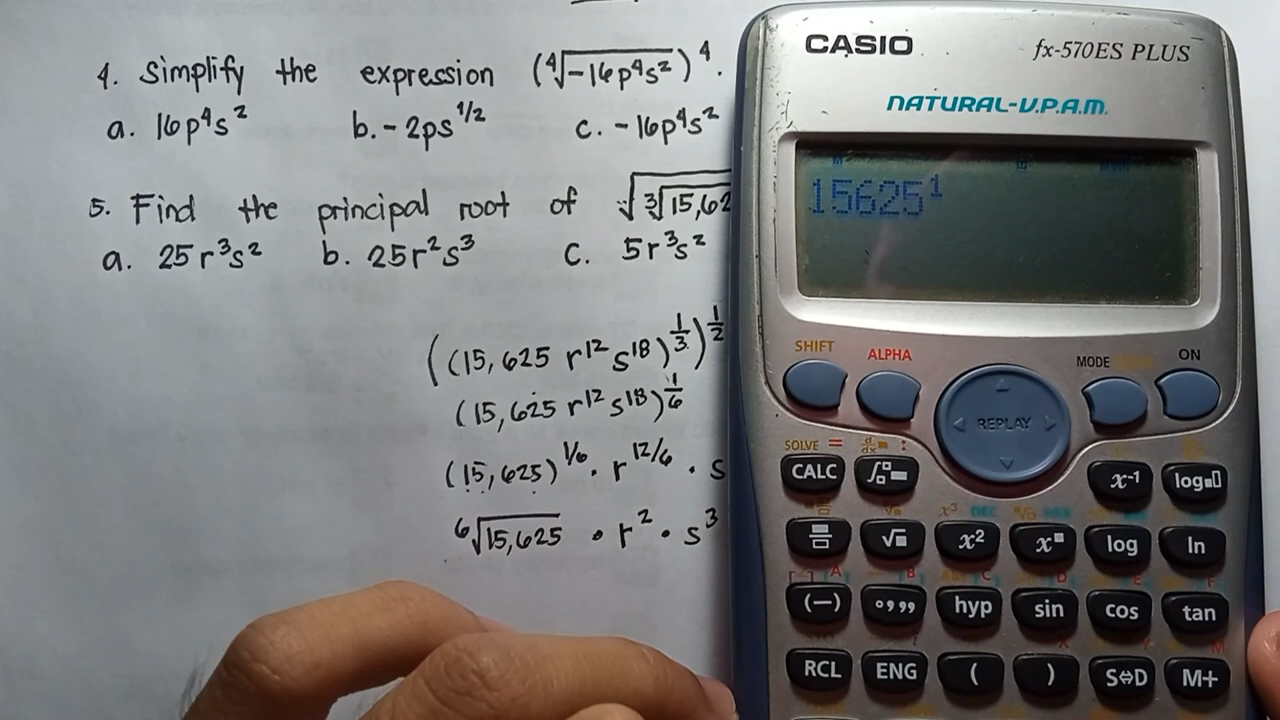 4. Simplify the expression (∜-16p⁴s²)⁴.
a. 16p⁴s² b. -2ps^1/2 c. -16p⁴s²
5. Find the principal root of √∛15,62
a. 25r³s² b. 25r²s³ c. 5r³s²
((15,625 r¹² s¹⁸)^1/3)^1/2
(15,625 r¹² s¹⁸)^1/6
(15,625)^1/6 · r^12/6 · s
⁶√15,625 · r² · s³
CASIO fx-570ES PLUS
NATURAL-V.P.A.M.
15625¹
SHIFT ALPHA MODE ON
REPLAY
SOLVE = d/dx :
CALC ∫ x⁻¹ log
√ x² x log ln
(−) hyp sin cos tan
RCL ENG ( ) S⇔D M+